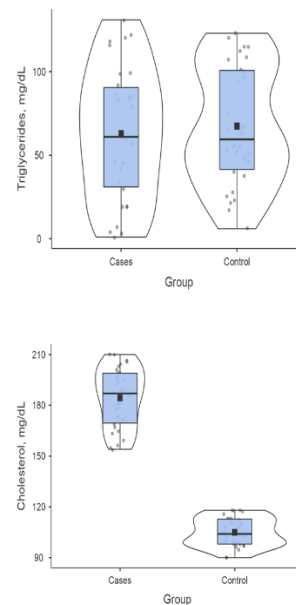 Triglycerides, mg/dL
100
50
0
Cases
Control
Group
Cholesterol, mg/dL
210
180
150
120
90
Cases
Control
Group